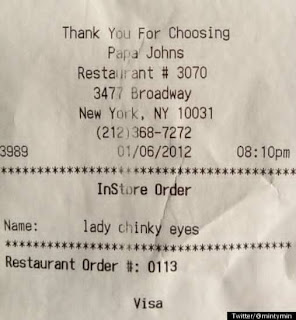 Thank You For Choosing
Papa Johns
Restaurant # 3070
3477 Broadway
New York, NY 10031
(212)368-7272
3989 01/06/2012 08:10pm
************************************
InStore Order
Name: lady chinky eyes
************************************
Restaurant Order #: 0113
Visa
Twitter/@mintymin